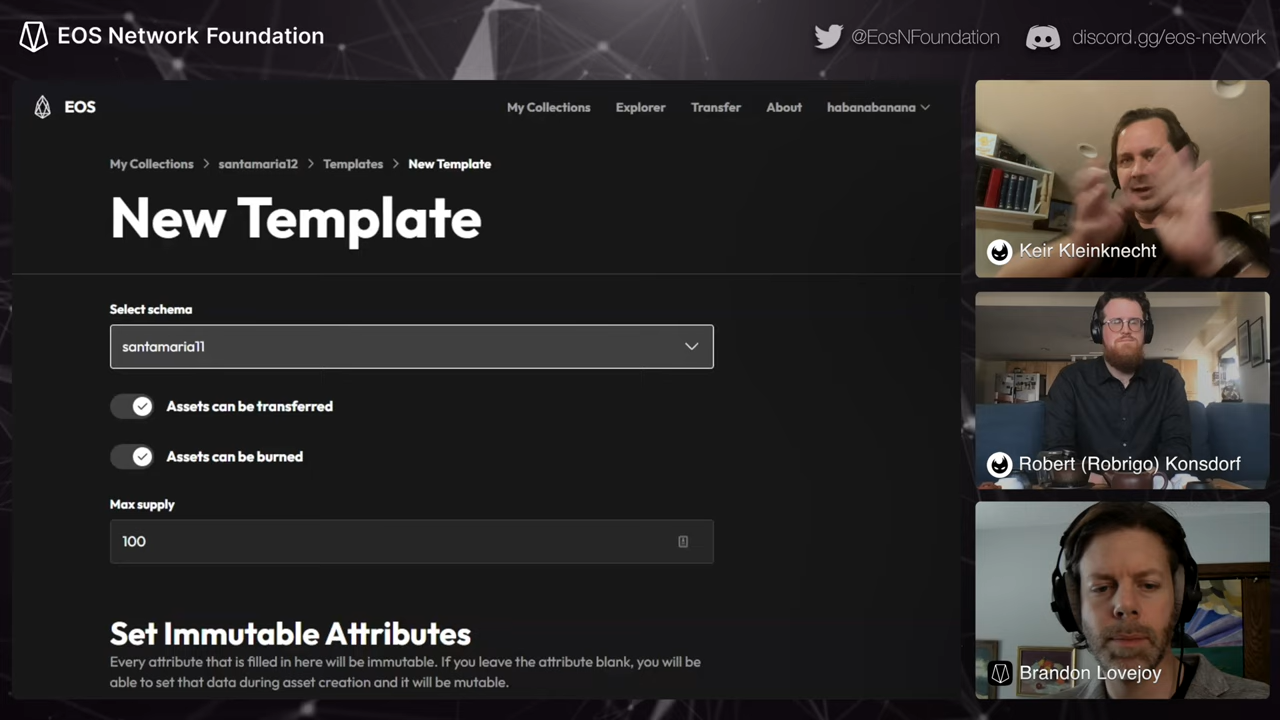 EOS Network Foundation
@EosNFoundation
discord.gg/eos-network
EOS
My Collections
Explorer
Transfer
About
habanabanana
My Collections > santamaria12 > Templates > New Template
New Template
Select schema
santamaria11
Assets can be transferred
Assets can be burned
Max supply
100
Set Immutable Attributes
Every attribute that is filled in here will be immutable. If you leave the attribute blank, you will be
able to set that data during asset creation and it will be mutable.
Keir Kleinknecht
Robert (Robrigo) Konsdorf
Brandon Lovejoy